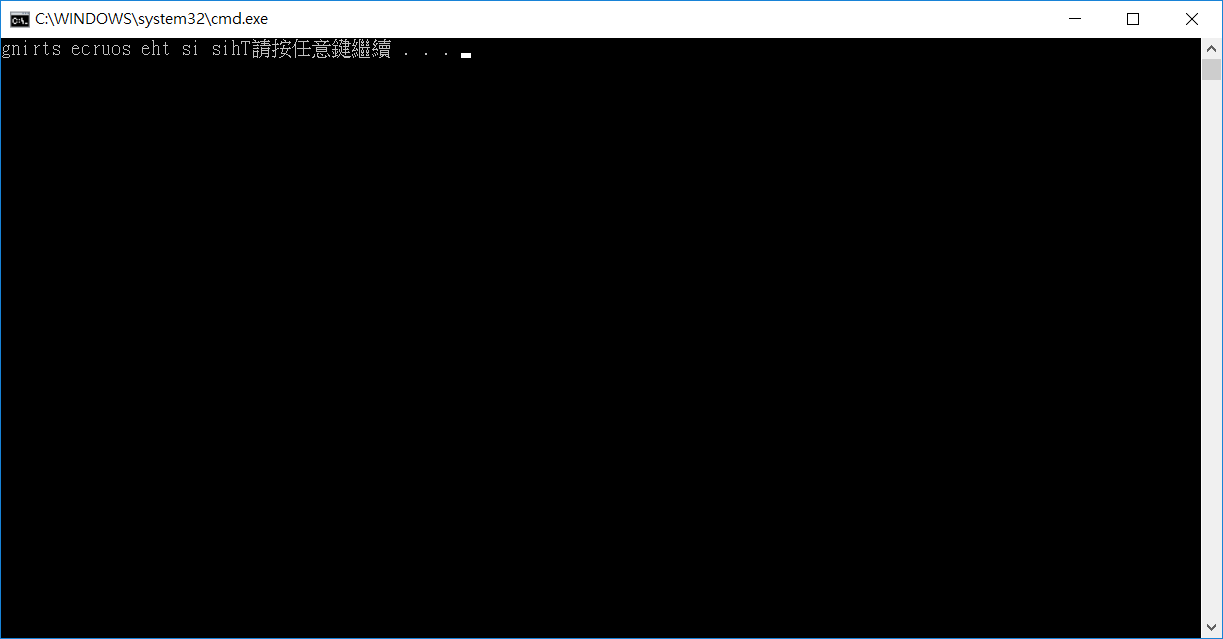 C:\WINDOWS\system32\cmd.exe
gnirts ecruos eht si sihT請按任意鍵繼續 . . .